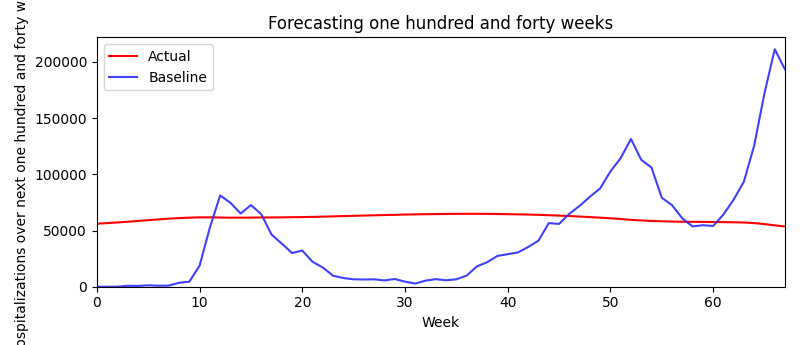 Forecasting one hundred and forty weeks
Actual
Baseline
200000
150000
100000
50000
0
0
10
20
30
40
50
60
Week
ospitalizations over next one hundred and forty w